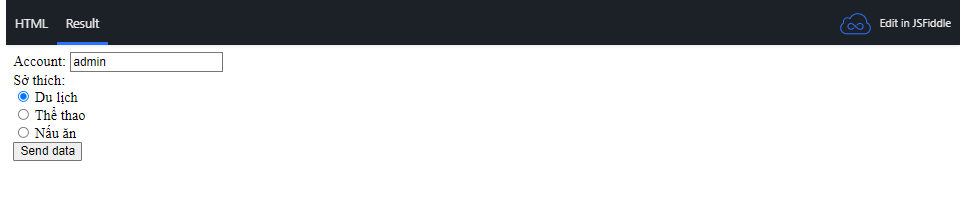 HTML Result Edit in JSFiddle
Account: admin
Sở thích:
Du lịch
Thể thao
Nấu ăn
Send data